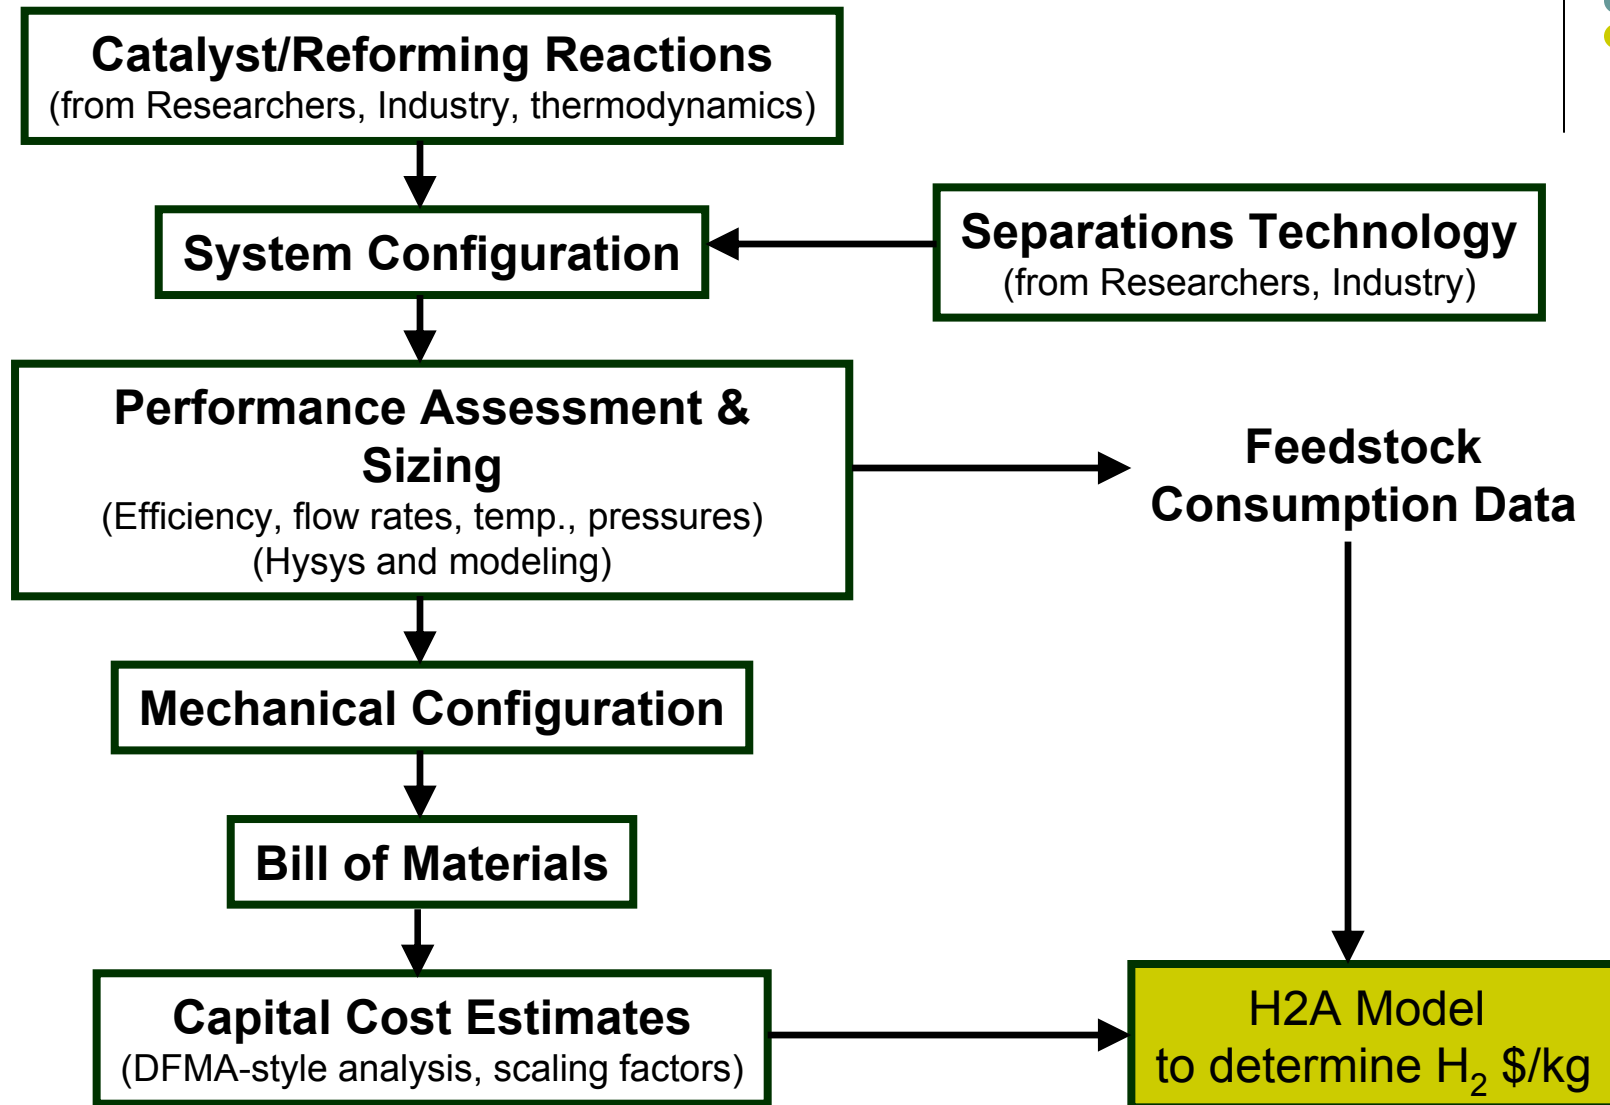 Catalyst/Reforming Reactions
(from Researchers, Industry, thermodynamics)
System Configuration
Separations Technology
(from Researchers, Industry)
Performance Assessment &
Sizing
(Efficiency, flow rates, temp., pressures)
(Hysys and modeling)
Feedstock
Consumption Data
Mechanical Configuration
Bill of Materials
Capital Cost Estimates
(DFMA-style analysis, scaling factors)
H2A Model
to determine H₂ $/kg